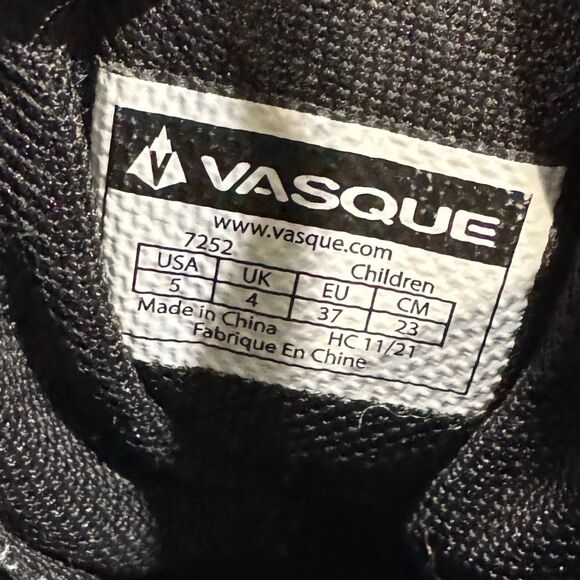 V VASQUE
www.vasque.com
7252 Children
USA UK EU CM
5 4 37 23
Made in China HC 11/21
Fabrique En Chine